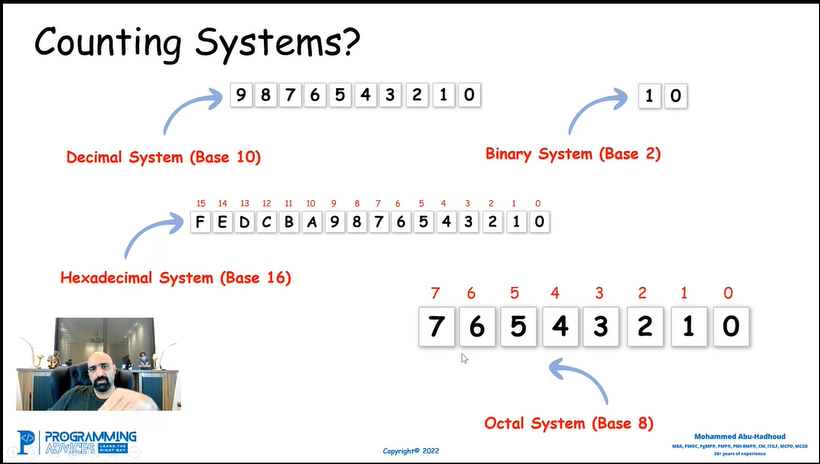 Counting Systems?
9 8 7 6 5 4 3 2 1 0
1 0
Decimal System (Base 10)
Binary System (Base 2)
15 14 13 12 11 10 9 8 7 6 5 4 3 2 1 0
F E D C B A 9 8 7 6 5 4 3 2 1 0
Hexadecimal System (Base 16)
7 6 5 4 3 2 1 0
7 6 5 4 3 2 1 0
Octal System (Base 8)
PROGRAMMING
ADVICES LEARN THE
RIGHT WAY
Copyright© 2022
Mohammed Abu-Hadhoud
MBA, PMOC, PgMP®, PMP®, PMI-RMP®, CM, ITILF, MCPD, MCSD
26+ years of experience